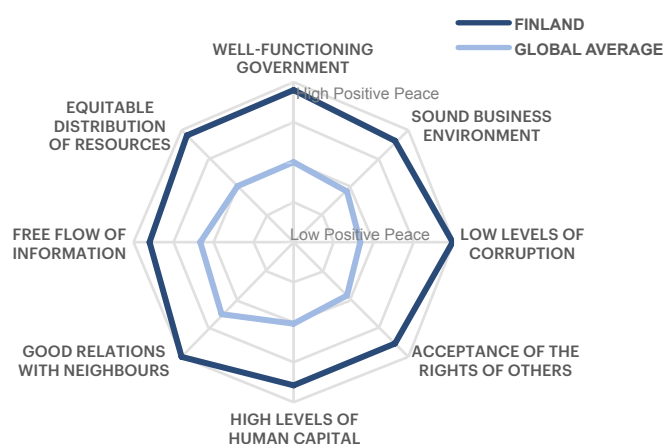 FINLAND
GLOBAL AVERAGE
WELL-FUNCTIONING
GOVERNMENT
High Positive Peace
SOUND BUSINESS
ENVIRONMENT
EQUITABLE
DISTRIBUTION
OF RESOURCES
FREE FLOW OF
INFORMATION
Low Positive Peace
LOW LEVELS OF
CORRUPTION
GOOD RELATIONS
WITH NEIGHBOURS
ACCEPTANCE OF THE
RIGHTS OF OTHERS
HIGH LEVELS OF
HUMAN CAPITAL